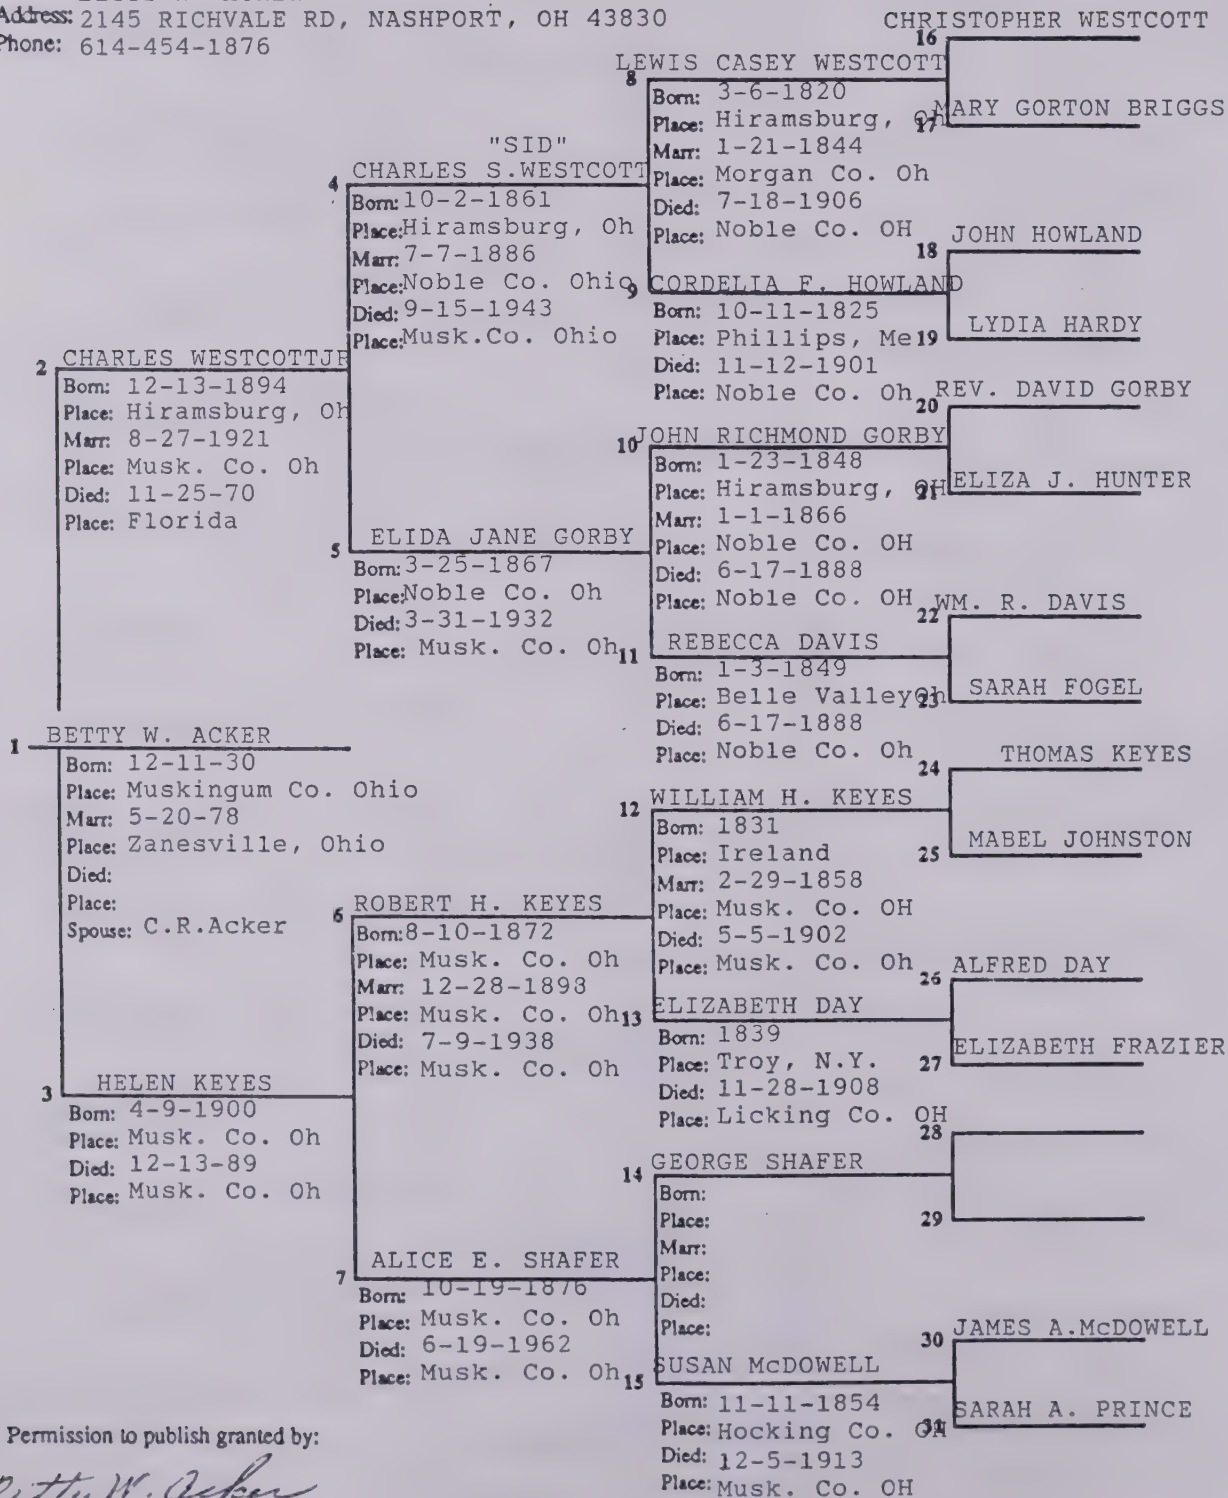 Address: 2145 RICHVALE RD, NASHPORT, OH 43830
Phone: 614-454-1876
1 BETTY W. ACKER
Born: 12-11-30
Place: Muskingum Co. Ohio
Marr: 5-20-78
Place: Zanesville, Ohio
Died:
Place:
Spouse: C.R.Acker
2 CHARLES WESTCOTTJR
Born: 12-13-1894
Place: Hiramsburg, Oh
Marr: 8-27-1921
Place: Musk. Co. Oh
Died: 11-25-70
Place: Florida
3 HELEN KEYES
Born: 4-9-1900
Place: Musk. Co. Oh
Died: 12-13-89
Place: Musk. Co. Oh
"SID"
4 CHARLES S.WESTCOTT
Born: 10-2-1861
Place: Hiramsburg, Oh
Marr: 7-7-1886
Place: Noble Co. Ohio
Died: 9-15-1943
Place: Musk.Co. Ohio
5 ELIDA JANE GORBY
Born: 3-25-1867
Place: Noble Co. Oh
Died: 3-31-1932
Place: Musk. Co. Oh
6 ROBERT H. KEYES
Born: 8-10-1872
Place: Musk. Co. Oh
Marr: 12-28-1898
Place: Musk. Co. Oh
Died: 7-9-1938
Place: Musk. Co. Oh
7 ALICE E. SHAFER
Born: 10-19-1876
Place: Musk. Co. Oh
Died: 6-19-1962
Place: Musk. Co. Oh
8 LEWIS CASEY WESTCOTT
Born: 3-6-1820
Place: Hiramsburg, Oh
Marr: 1-21-1844
Place: Morgan Co. Oh
Died: 7-18-1906
Place: Noble Co. OH
9 CORDELIA F. HOWLAND
Born: 10-11-1825
Place: Phillips, Me
Died: 11-12-1901
Place: Noble Co. Oh
10 JOHN RICHMOND GORBY
Born: 1-23-1848
Place: Hiramsburg, OH
Marr: 1-1-1866
Place: Noble Co. OH
Died: 6-17-1888
Place: Noble Co. OH
11 REBECCA DAVIS
Born: 1-3-1849
Place: Belle Valley Oh
Died: 6-17-1888
Place: Noble Co. Oh
12 WILLIAM H. KEYES
Born: 1831
Place: Ireland
Marr: 2-29-1858
Place: Musk. Co. OH
Died: 5-5-1902
Place: Musk. Co. Oh
13 ELIZABETH DAY
Born: 1839
Place: Troy, N.Y.
Died: 11-28-1908
Place: Licking Co. OH
14 GEORGE SHAFER
Born:
Place:
Marr:
Place:
Died:
Place:
15 SUSAN McDOWELL
Born: 11-11-1854
Place: Hocking Co. OH
Died: 12-5-1913
Place: Musk. Co. OH
16 CHRISTOPHER WESTCOTT
17 MARY GORTON BRIGGS
18 JOHN HOWLAND
19 LYDIA HARDY
20 REV. DAVID GORBY
21 ELIZA J. HUNTER
22 WM. R. DAVIS
23 SARAH FOGEL
24 THOMAS KEYES
25 MABEL JOHNSTON
26 ALFRED DAY
27 ELIZABETH FRAZIER
28
29
30 JAMES A.McDOWELL
31 SARAH A. PRINCE
Permission to publish granted by:
Betty W. Acker